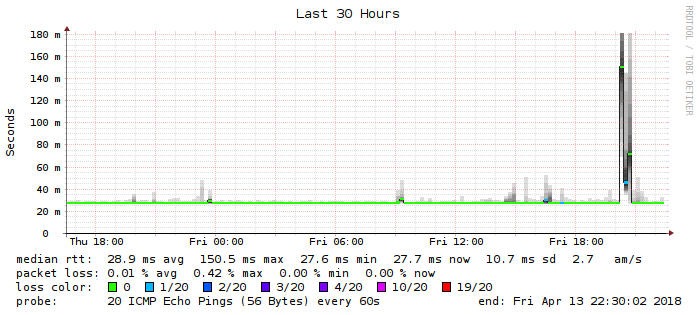 Last 30 Hours
RRDTOOL / TOBI OETIKER
Seconds
180 m
160 m
140 m
120 m
100 m
80 m
60 m
40 m
20 m
0
Thu 18:00 Fri 00:00 Fri 06:00 Fri 12:00 Fri 18:00
median rtt: 28.9 ms avg 150.5 ms max 27.6 ms min 27.7 ms now 10.7 ms sd 2.7 am/s
packet loss: 0.01 % avg 0.42 % max 0.00 % min 0.00 % now
loss color: 0 1/20 2/20 3/20 4/20 10/20 19/20
probe: 20 ICMP Echo Pings (56 Bytes) every 60s end: Fri Apr 13 22:30:02 2018